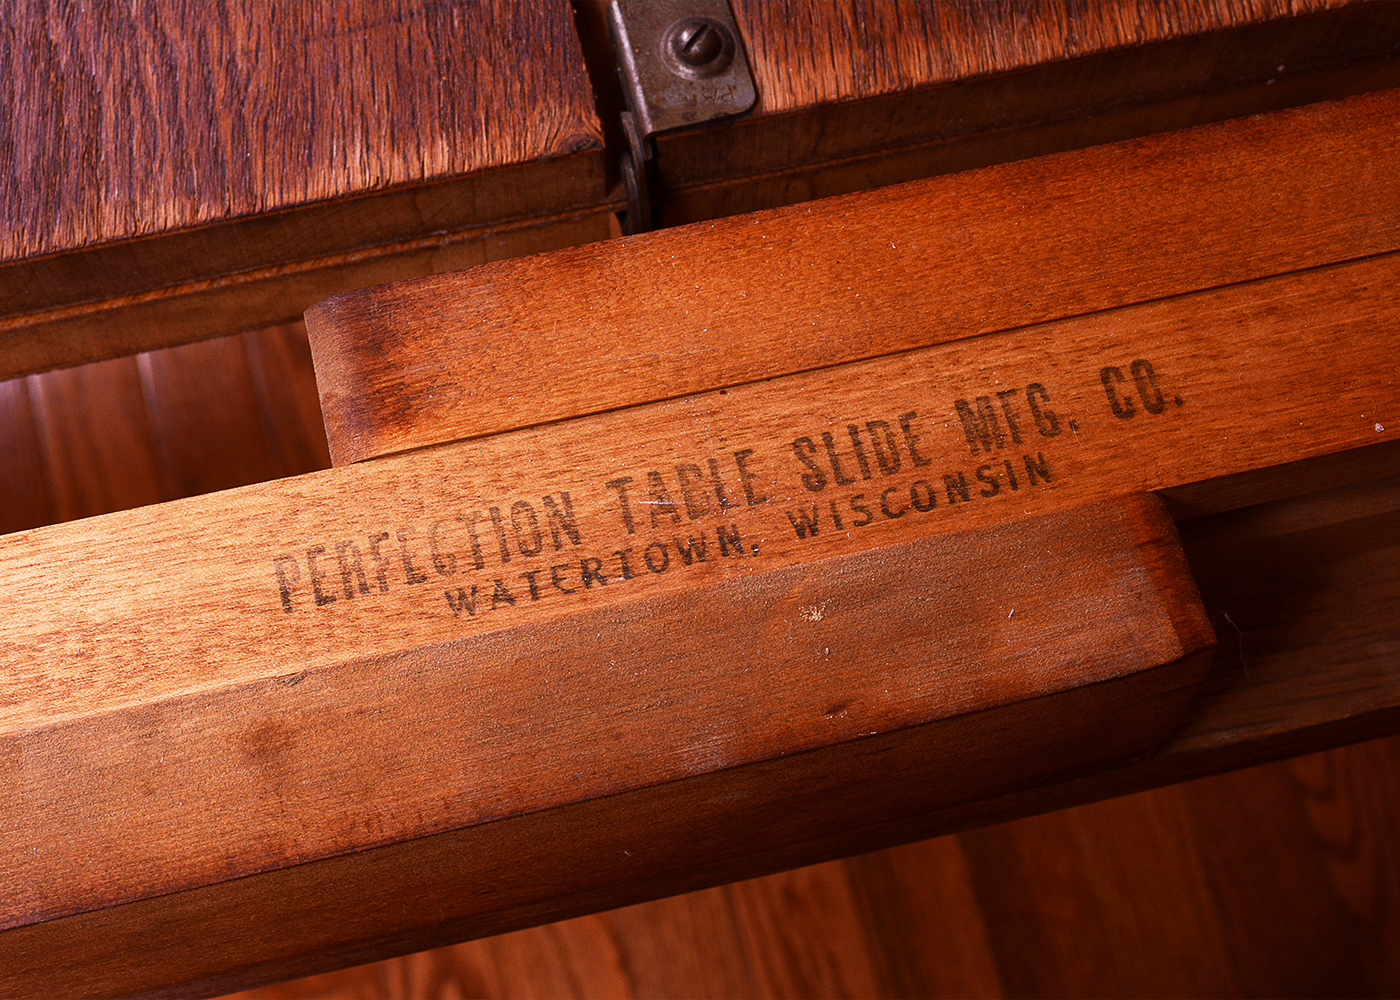 PERFECTION TABLE SLIDE MFG. CO.
WATERTOWN, WISCONSIN